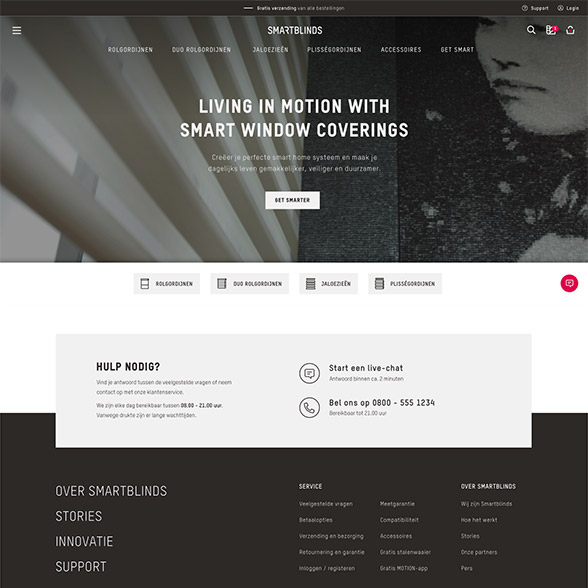 Gratis verzending van alle bestellingen
Support
Login
SMARTBLINDS
ROLGORDIJNEN
DUO ROLGORDIJNEN
JALOEZIEËN
PLISSÉGORDIJNEN
ACCESSOIRES
GET SMART
LIVING IN MOTION WITH
SMART WINDOW COVERINGS
Creëer je perfecte smart home systeem en maak je
dagelijks leven gemakkelijker, veiliger en duurzamer.
GET SMARTER
ROLGORDIJNEN
DUO ROLGORDIJNEN
JALOEZIEËN
PLISSÉGORDIJNEN
HULP NODIG?
Vind je antwoord tussen de veelgestelde vragen of neem
contact op met onze klantenservice.
We zijn elke dag bereikbaar tussen 08.00 - 21.00 uur.
Vanwege drukte zijn er lange wachttijden.
Start een live-chat
Antwoord binnen ca. 2 minuten
Bel ons op 0800 - 555 1234
Bereikbaar tot 21.00 uur
OVER SMARTBLINDS
STORIES
INNOVATIE
SUPPORT
SERVICE
Veelgestelde vragen
Betaalopties
Verzending en bezorging
Retournering en garantie
Inloggen / registeren
Meetgarantie
Compatibiliteit
Accessoires
Gratis stalenwaaier
Gratis MOTION-app
OVER SMARTBLINDS
Wij zijn Smartblinds
Hoe het werkt
Stories
Onze partners
Pers